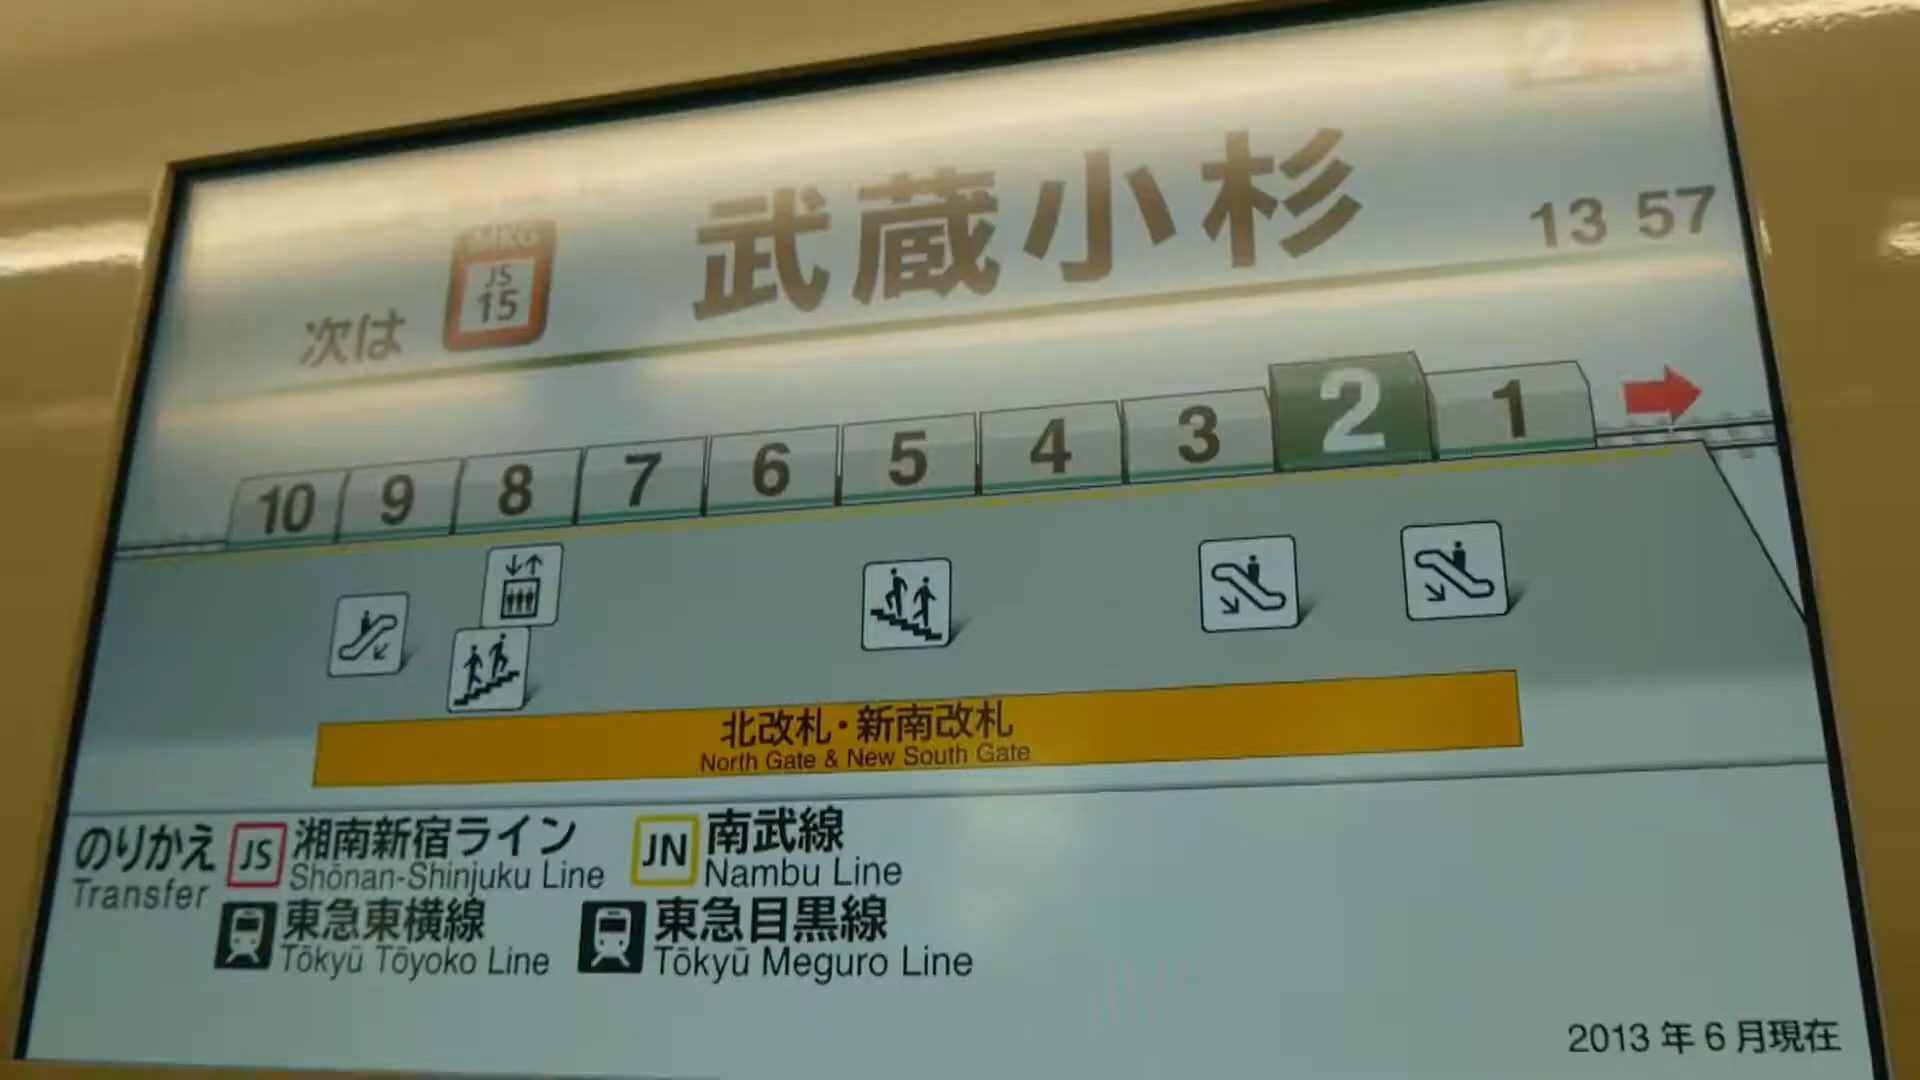 2
次は
MKG
JS
15
武蔵小杉
13 57
10 9 8 7 6 5 4 3 2 1
北改札・新南改札
North Gate & New South Gate
のりかえ
Transfer
JS 湘南新宿ライン
Shōnan-Shinjuku Line
JN 南武線
Nambu Line
東急東横線
Tōkyū Tōyoko Line
東急目黒線
Tōkyū Meguro Line
2013 年 6 月現在